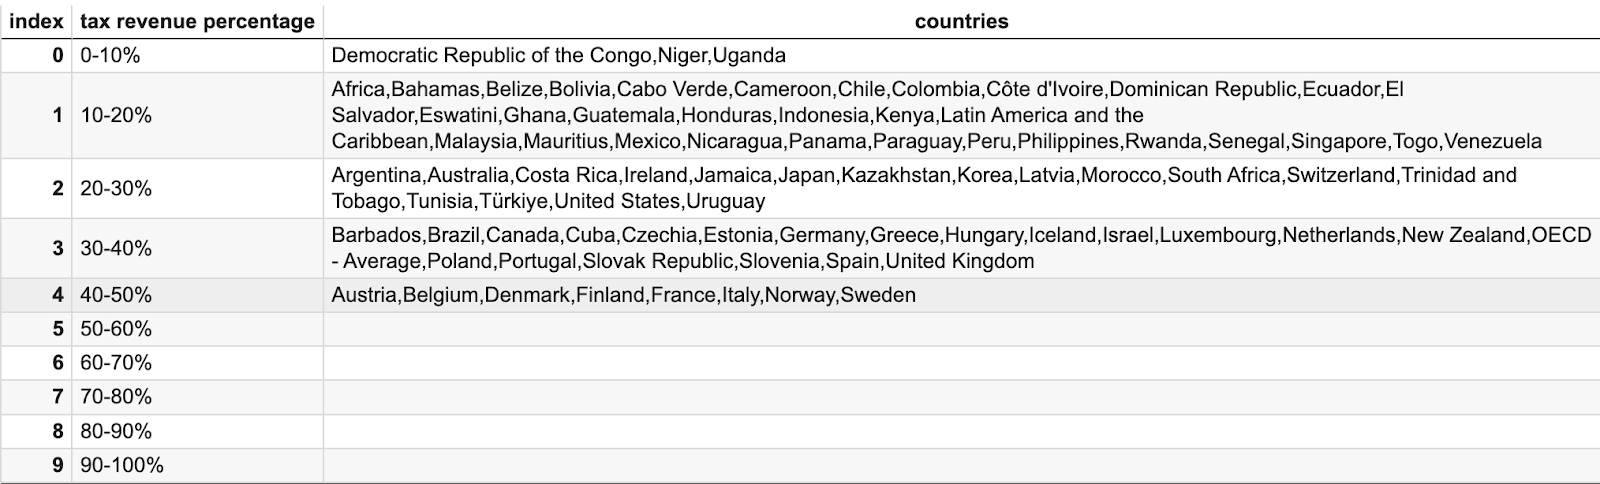 index tax revenue percentage countries
0 0-10% Democratic Republic of the Congo,Niger,Uganda
Africa,Bahamas,Belize,Bolivia,Cabo Verde,Cameroon,Chile,Colombia,Côte d'Ivoire,Dominican Republic,Ecuador,El
1 10-20% Salvador,Eswatini,Ghana,Guatemala,Honduras,Indonesia,Kenya,Latin America and the
Caribbean,Malaysia,Mauritius,Mexico,Nicaragua,Panama,Paraguay,Peru,Philippines,Rwanda,Senegal,Singapore,Togo,Venezuela
2 20-30% Argentina,Australia,Costa Rica,Ireland,Jamaica,Japan,Kazakhstan,Korea,Latvia,Morocco,South Africa,Switzerland,Trinidad and
Tobago,Tunisia,Türkiye,United States,Uruguay
3 30-40% Barbados,Brazil,Canada,Cuba,Czechia,Estonia,Germany,Greece,Hungary,Iceland,Israel,Luxembourg,Netherlands,New Zealand,OECD
- Average,Poland,Portugal,Slovak Republic,Slovenia,Spain,United Kingdom
4 40-50% Austria,Belgium,Denmark,Finland,France,Italy,Norway,Sweden
5 50-60%
6 60-70%
7 70-80%
8 80-90%
9 90-100%